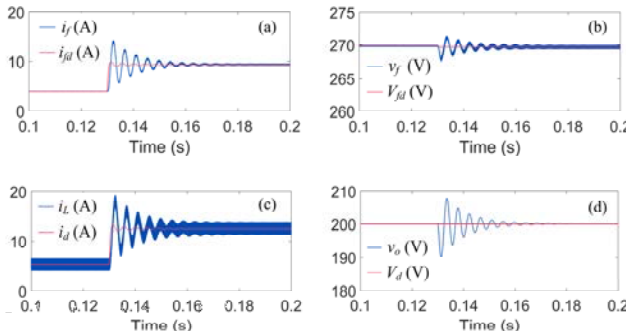 20
i_f (A)
(a)
i_fd (A)
10
0
0.1 0.12 0.14 0.16 0.18 0.2
Time (s)
275
(b)
270
v_f (V)
265
V_fd (V)
260
0.1 0.12 0.14 0.16 0.18 0.2
Time (s)
20
i_L (A)
(c)
i_d (A)
10
0
0.1 0.12 0.14 0.16 0.18 0.2
Time (s)
210
(d)
200
v_o (V)
190
V_d (V)
180
0.1 0.12 0.14 0.16 0.18 0.2
Time (s)